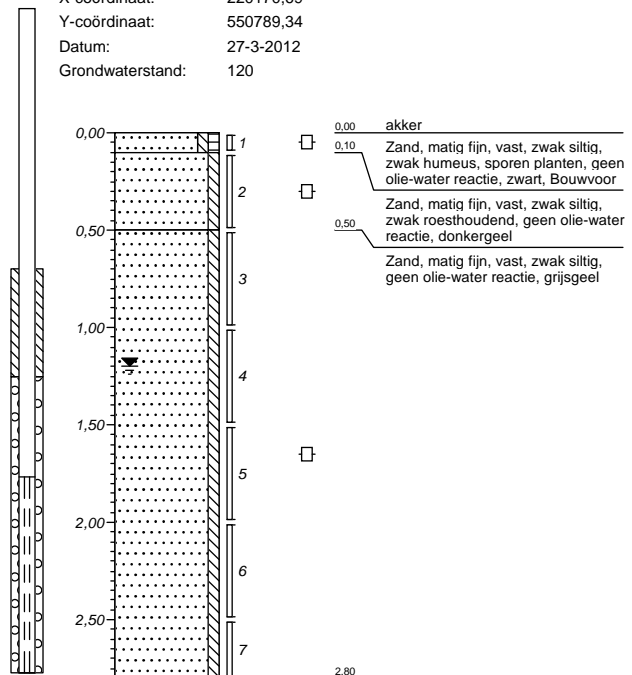 Y-coördinaat: 550789,34
Datum: 27-3-2012
Grondwaterstand: 120
0,00
0,50
1,00
1,50
2,00
2,50
1
2
3
4
5
6
7
0,00 akker
0,10 Zand, matig fijn, vast, zwak siltig,
zwak humeus, sporen planten, geen
olie-water reactie, zwart, Bouwvoor
Zand, matig fijn, vast, zwak siltig,
0,50 zwak roesthoudend, geen olie-water
reactie, donkergeel
Zand, matig fijn, vast, zwak siltig,
geen olie-water reactie, grijsgeel
2,80